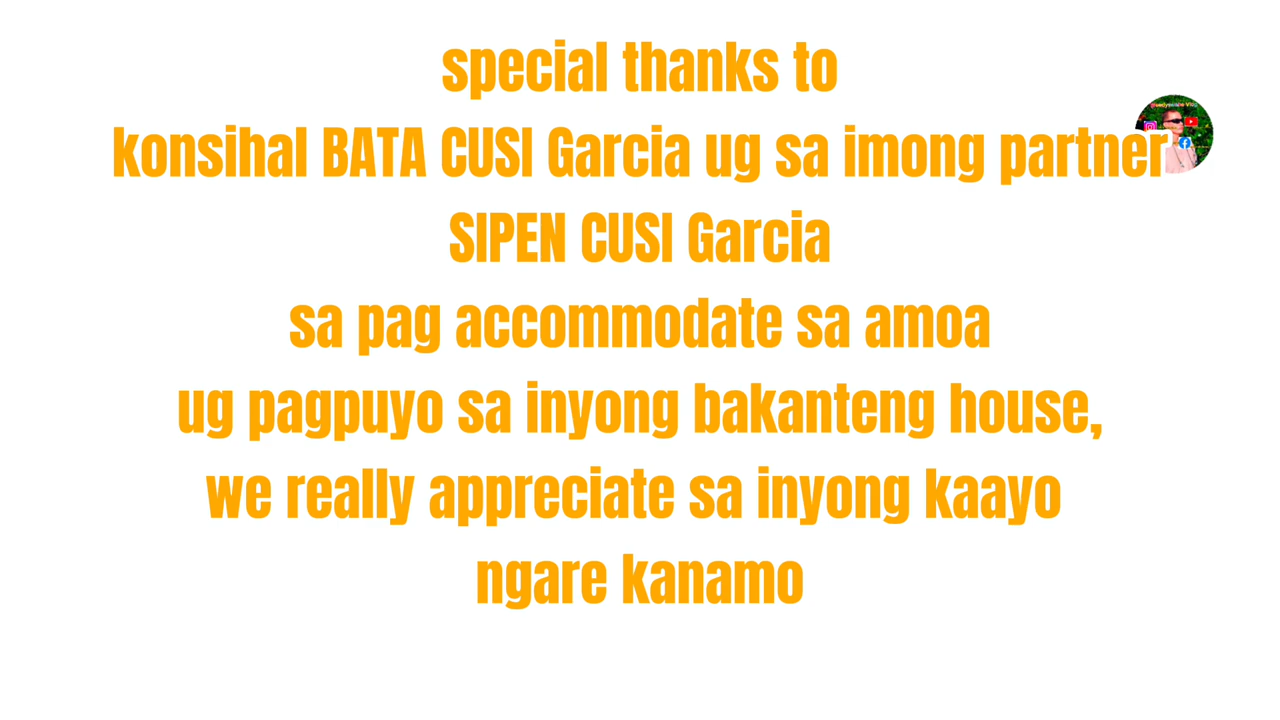 special thanks to
konsihal BATA CUSI Garcia ug sa imong partner
SIPEN CUSI Garcia
sa pag accommodate sa amoa
ug pagpuyo sa inyong bakanteng house,
we really appreciate sa inyong kaayo
ngare kanamo